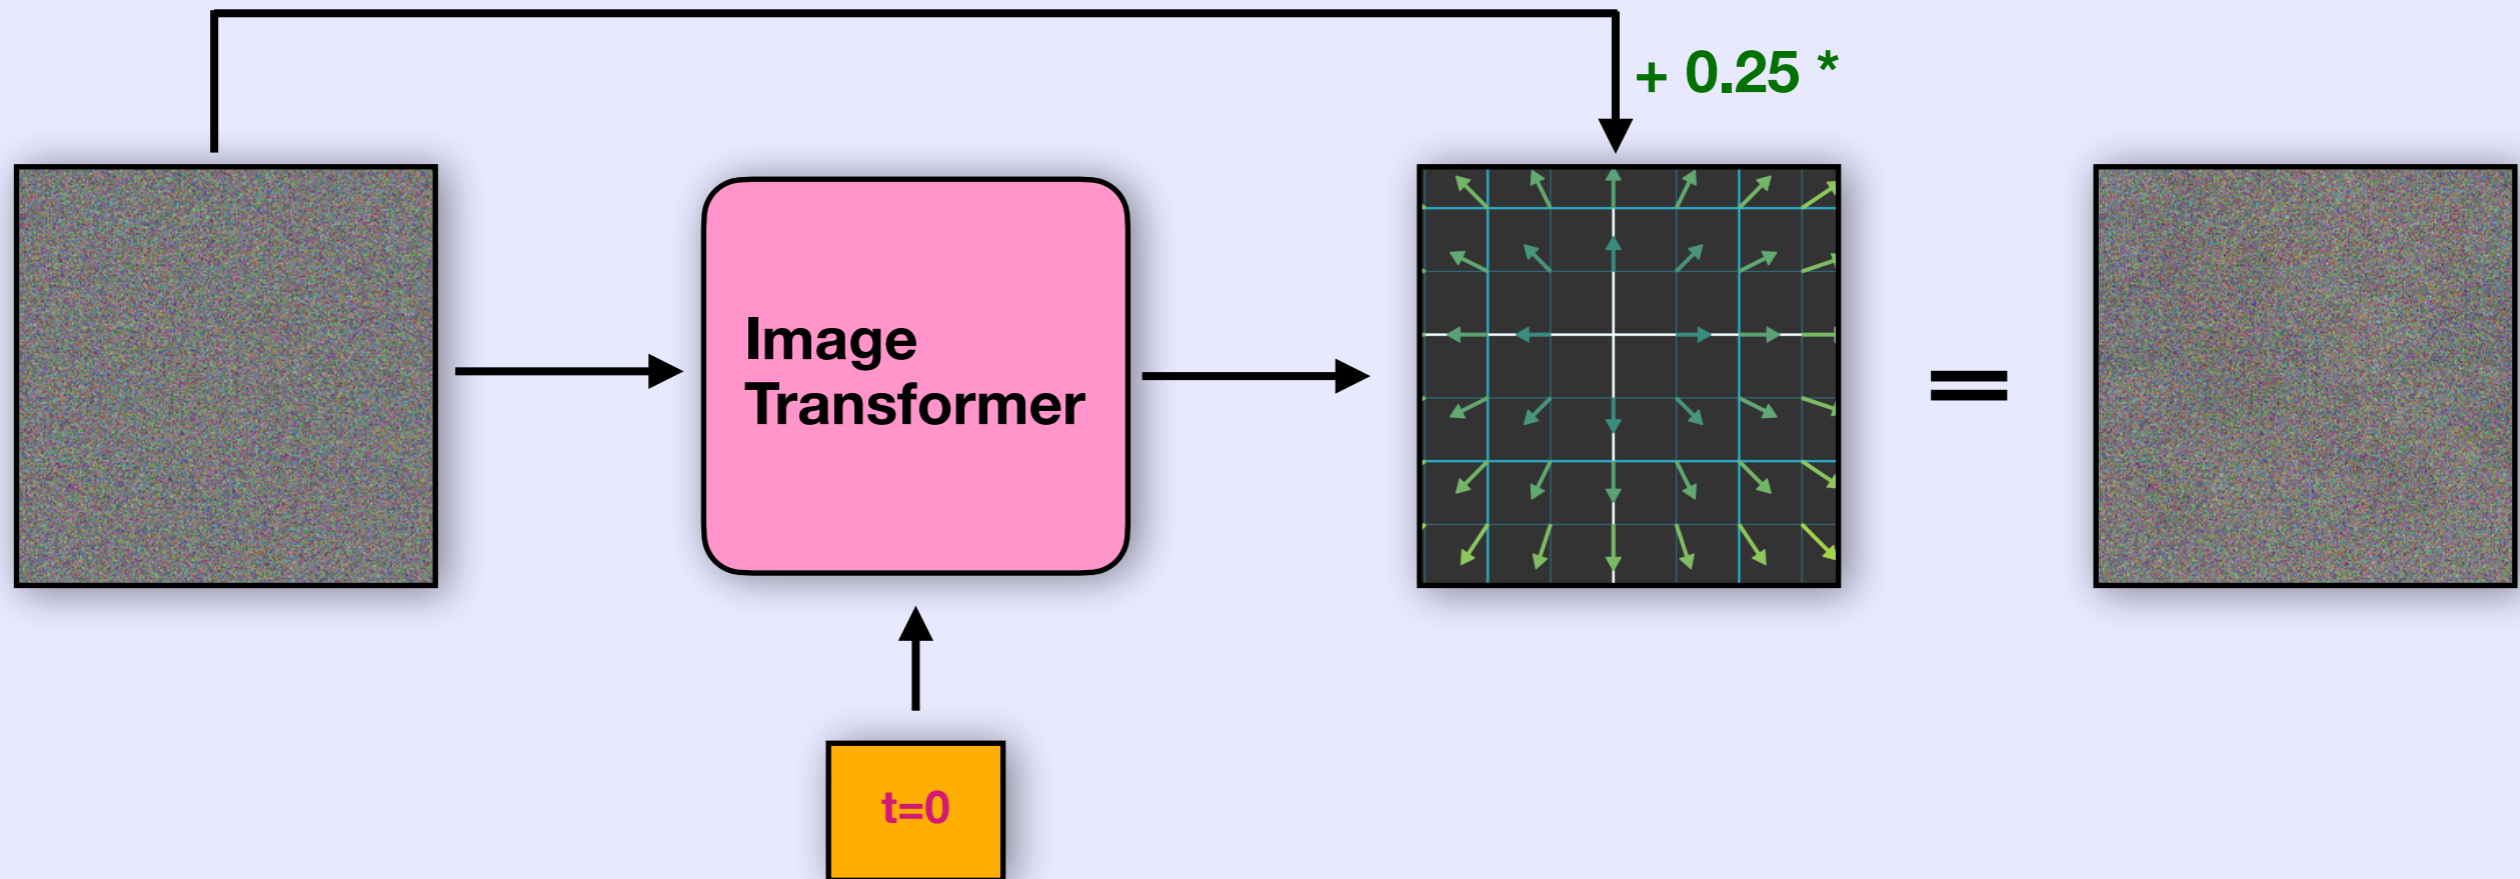 + 0.25 *
Image
Transformer
=
t=0